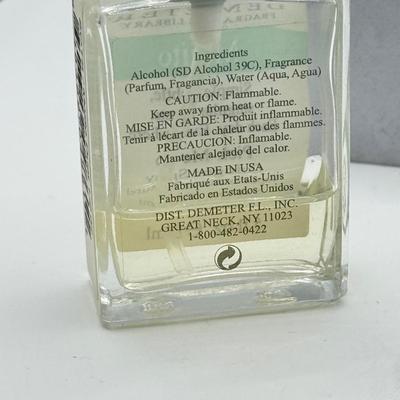 Ingredients
Alcohol (SD Alcohol 39C), Fragrance
(Parfum, Fragancia), Water (Aqua, Agua)
CAUTION: Flammable.
Keep away from heat or flame.
MISE EN GARDE: Produit inflammable.
Tenir à lécart de la chaleur ou des flammes.
PRECAUCION: Inflamable.
Mantener alejado del calor.
MADE IN USA
Fabriqué aux Etats-Unis
Fabricado en Estados Unidos
DIST. DEMETER F.L., INC.
GREAT NECK, NY 11023
1-800-482-0422